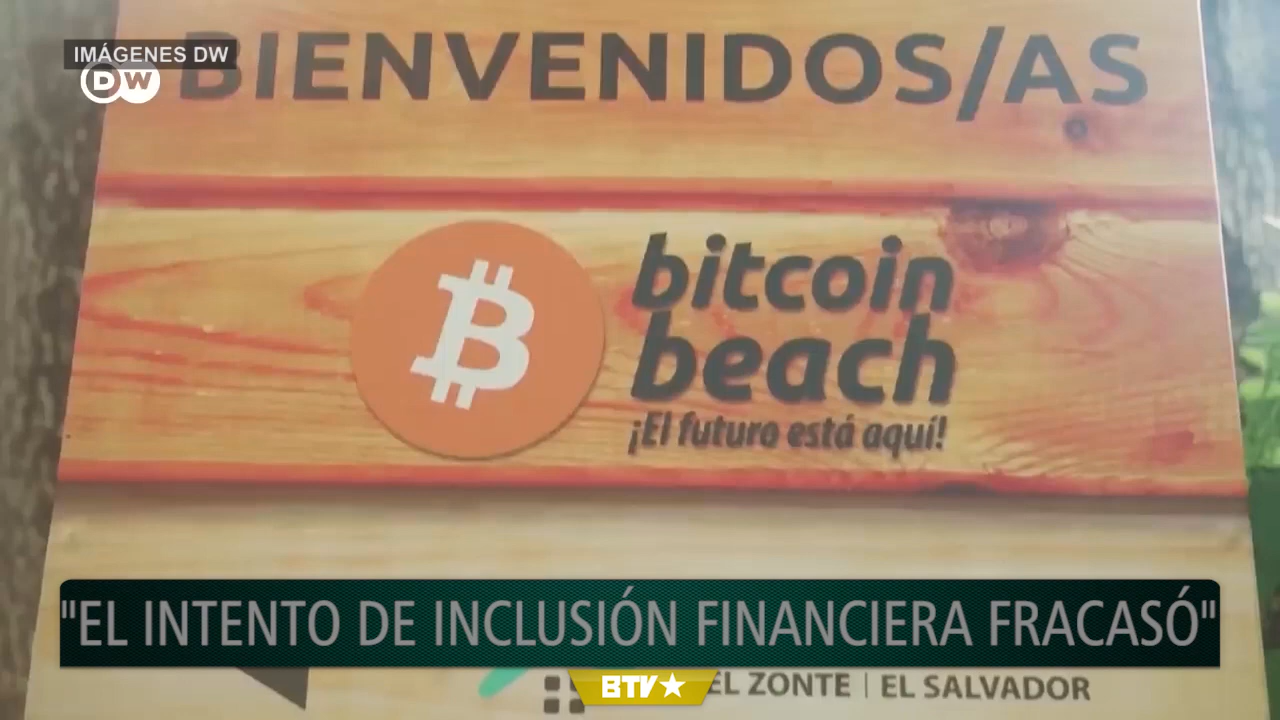 IMÁGENES DW
DW
BIENVENIDOS/AS
bitcoin
beach
¡El futuro está aquí!
"EL INTENTO DE INCLUSIÓN FINANCIERA FRACASÓ"
BTV
EL ZONTE | EL SALVADOR